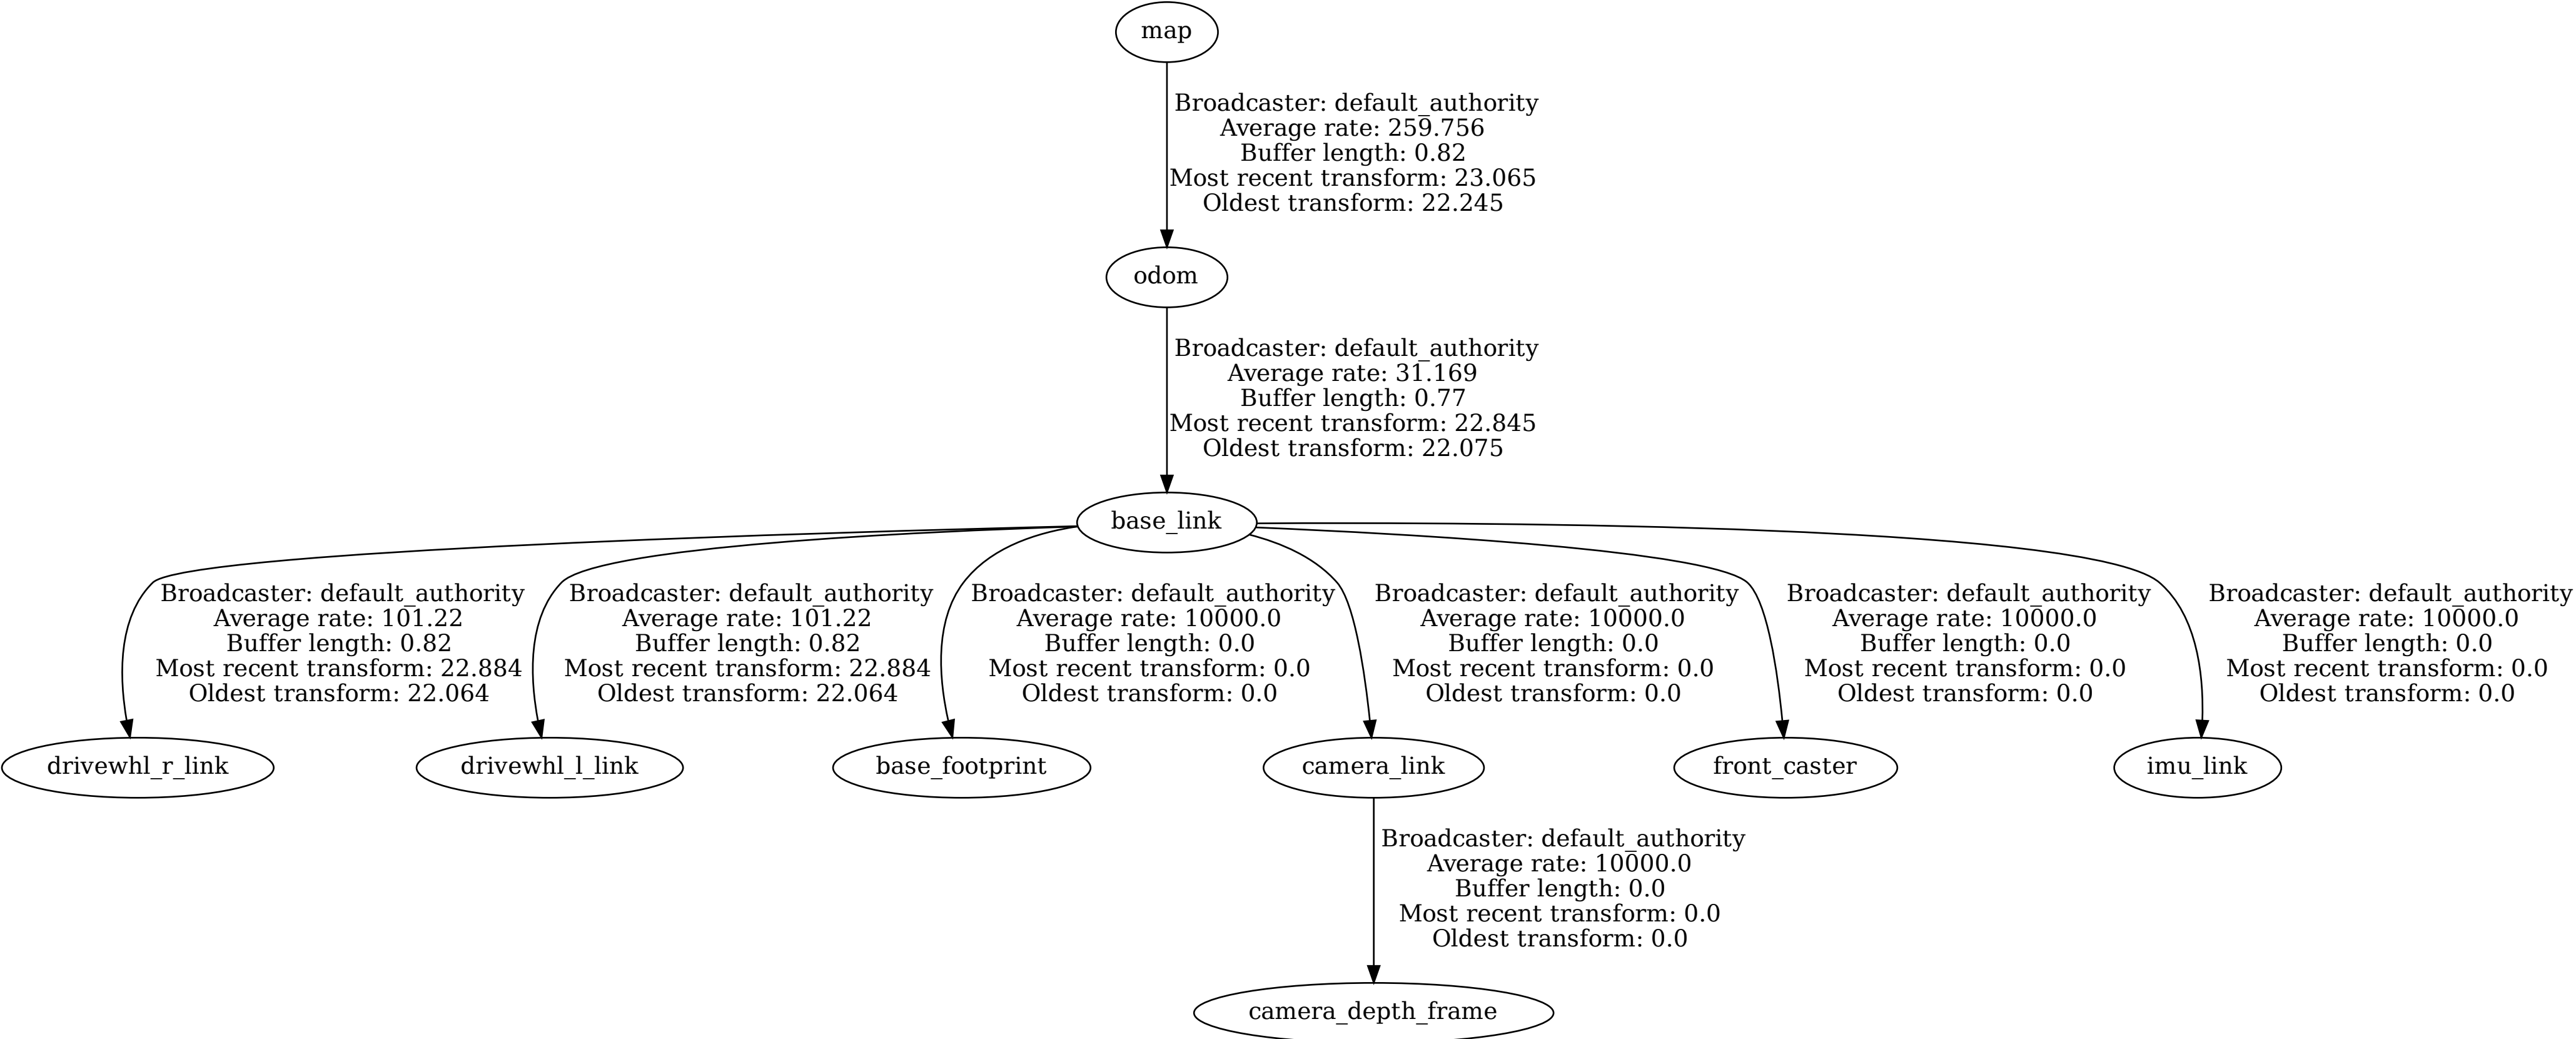 map
Broadcaster: default_authority
Average rate: 259.756
Buffer length: 0.82
Most recent transform: 23.065
Oldest transform: 22.245
odom
Broadcaster: default_authority
Average rate: 31.169
Buffer length: 0.77
Most recent transform: 22.845
Oldest transform: 22.075
base_link
Broadcaster: default_authority
Average rate: 101.22
Buffer length: 0.82
Most recent transform: 22.884
Oldest transform: 22.064
Broadcaster: default_authority
Average rate: 101.22
Buffer length: 0.82
Most recent transform: 22.884
Oldest transform: 22.064
Broadcaster: default_authority
Average rate: 10000.0
Buffer length: 0.0
Most recent transform: 0.0
Oldest transform: 0.0
Broadcaster: default_authority
Average rate: 10000.0
Buffer length: 0.0
Most recent transform: 0.0
Oldest transform: 0.0
Broadcaster: default_authority
Average rate: 10000.0
Buffer length: 0.0
Most recent transform: 0.0
Oldest transform: 0.0
Broadcaster: default_authority
Average rate: 10000.0
Buffer length: 0.0
Most recent transform: 0.0
Oldest transform: 0.0
drivewhl_r_link
drivewhl_l_link
base_footprint
camera_link
front_caster
imu_link
Broadcaster: default_authority
Average rate: 10000.0
Buffer length: 0.0
Most recent transform: 0.0
Oldest transform: 0.0
camera_depth_frame